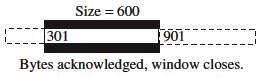 Size = 600
301 901
Bytes acknowledged, window closes.